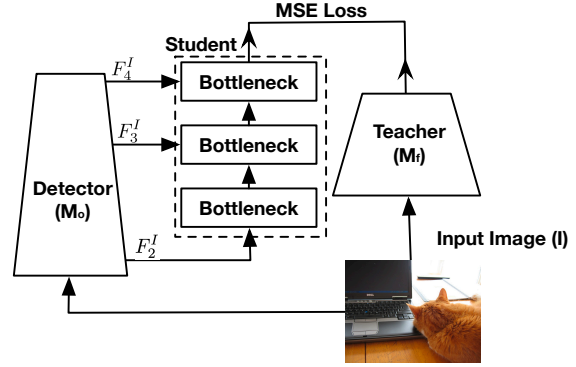 MSE Loss
Student
F_4^I
Bottleneck
F_3^I
Bottleneck
Teacher
(M_f)
Detector
(M_o)
Bottleneck
F_2^I
Input Image (I)